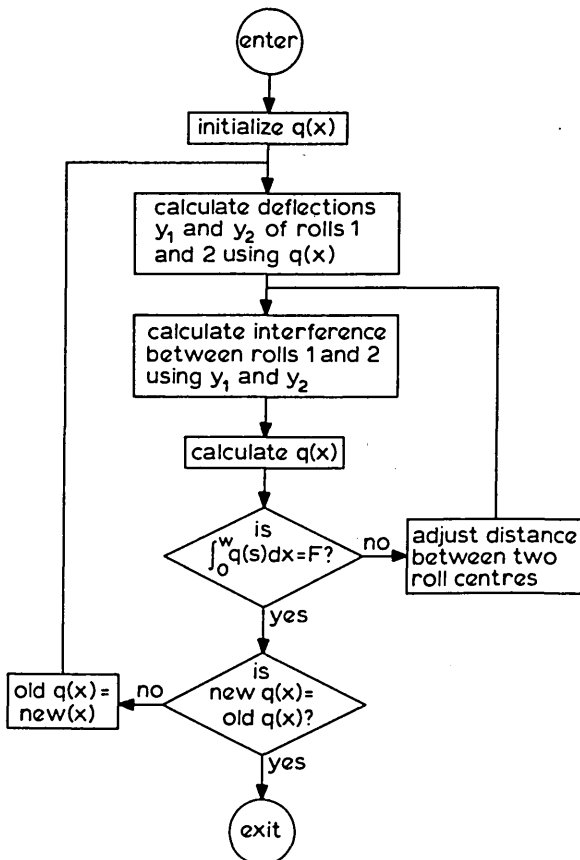 enter
initialize q(x)
calculate deflections
y₁ and y₂ of rolls 1
and 2 using q(x)
calculate interference
between rolls 1 and 2
using y₁ and y₂
calculate q(x)
is
∫₀ʷq(s)dx=F?
no
adjust distance
between two
roll centres
yes
is
new q(x)=
old q(x)?
no
old q(x)=
new(x)
yes
exit